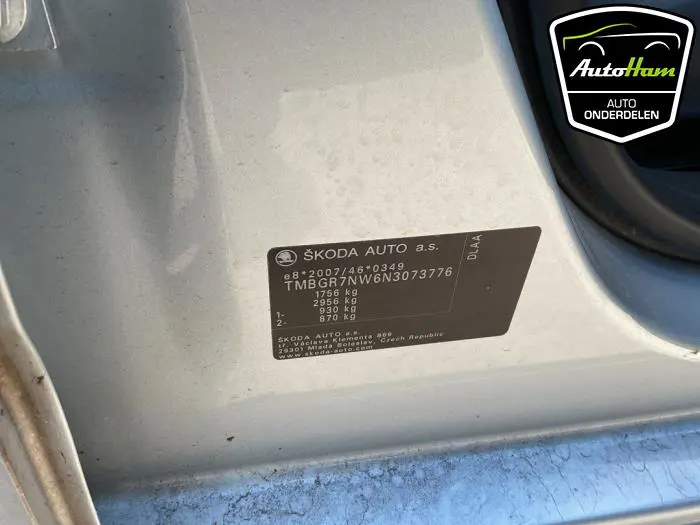 AutoHam
AUTO
ONDERDELEN
ŠKODA AUTO a.s.
DLAA
e8*2007/46*0349
TMBGR7NW6N3073776
1756 kg
2956 kg
1- 930 kg
2- 870 kg
ŠKODA AUTO a.s.
tř. Václava Klementa 869
29301 Mladá Boleslav, Czech Republic
www.skoda-auto.com